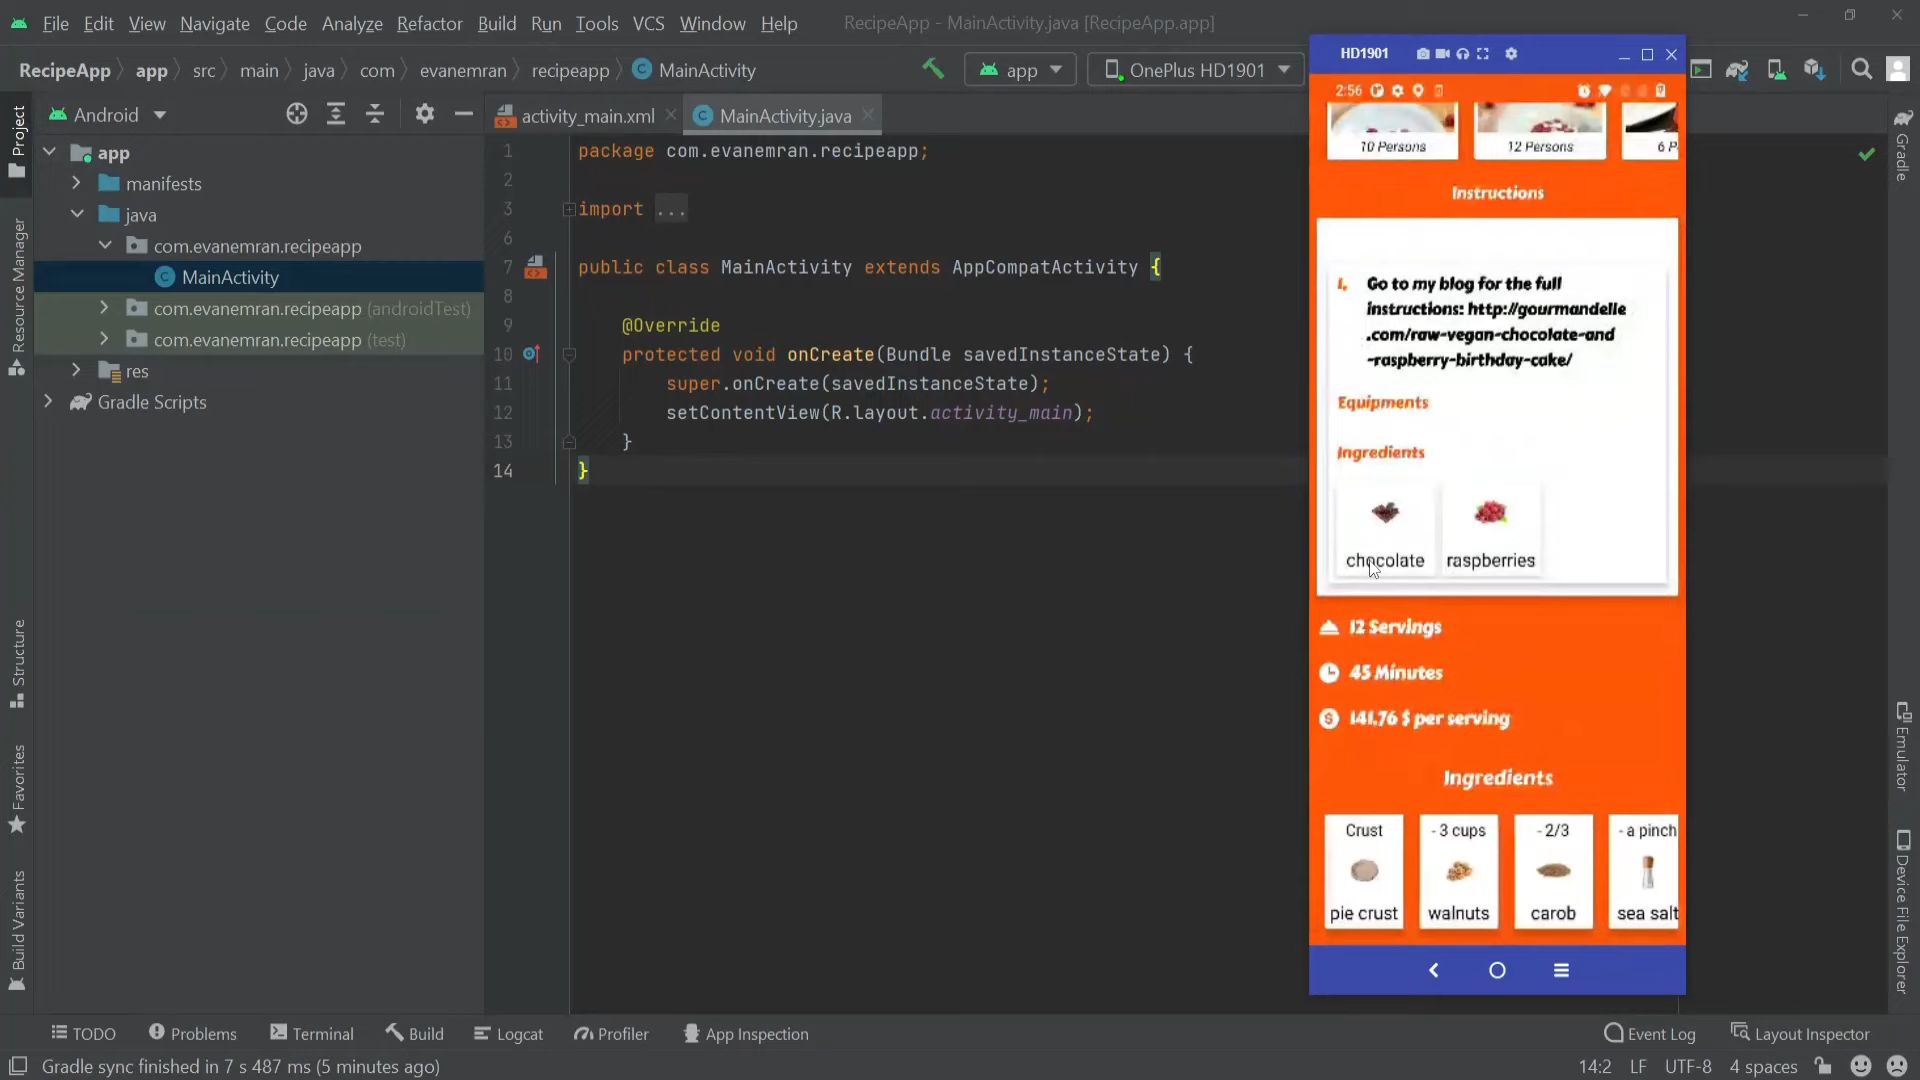 File Edit View Navigate Code Analyze Refactor Build Run Tools VCS Window Help RecipeApp - MainActivity.java [RecipeApp.app]
RecipeApp app src main java com evanemran recipeapp MainActivity app OnePlus HD1901
Android
activity_main.xml MainActivity.java
app
manifests
java
com.evanemran.recipeapp
MainActivity
com.evanemran.recipeapp (androidTest)
com.evanemran.recipeapp (test)
res
Gradle Scripts
Project
Resource Manager
Structure
Favorites
Build Variants
1 package com.evanemran.recipeapp;
2
3 import ...
6
7 public class MainActivity extends AppCompatActivity {
8
9 @Override
10 protected void onCreate(Bundle savedInstanceState) {
11 super.onCreate(savedInstanceState);
12 setContentView(R.layout.activity_main);
13 }
14 }
HD1901
2:56
10 Persons 12 Persons 6 P
Instructions
1. Go to my blog for the full
instructions: http://gourmandelle
.com/raw-vegan-chocolate-and
-raspberry-birthday-cake/
Equipments
Ingredients
chocolate raspberries
12 Servings
45 Minutes
141.76 $ per serving
Ingredients
Crust - 3 cups - 2/3 - a pinch
pie crust walnuts carob sea salt
Gradle
Emulator
Device File Explorer
TODO Problems Terminal Build Logcat Profiler App Inspection Event Log Layout Inspector
Gradle sync finished in 7 s 487 ms (5 minutes ago) 14:2 LF UTF-8 4 spaces